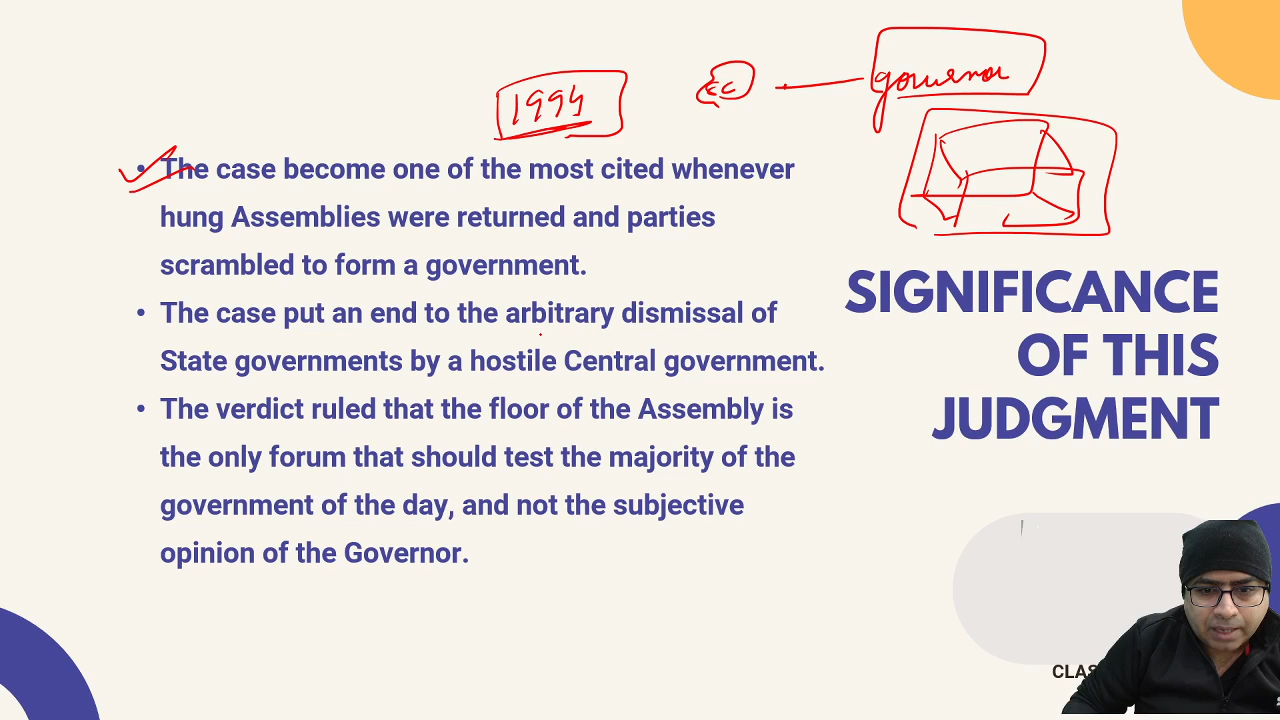 1994
governor
• The case become one of the most cited whenever
hung Assemblies were returned and parties
scrambled to form a government.
• The case put an end to the arbitrary dismissal of
State governments by a hostile Central government.
• The verdict ruled that the floor of the Assembly is
the only forum that should test the majority of the
government of the day, and not the subjective
opinion of the Governor.
SIGNIFICANCE
OF THIS
JUDGMENT